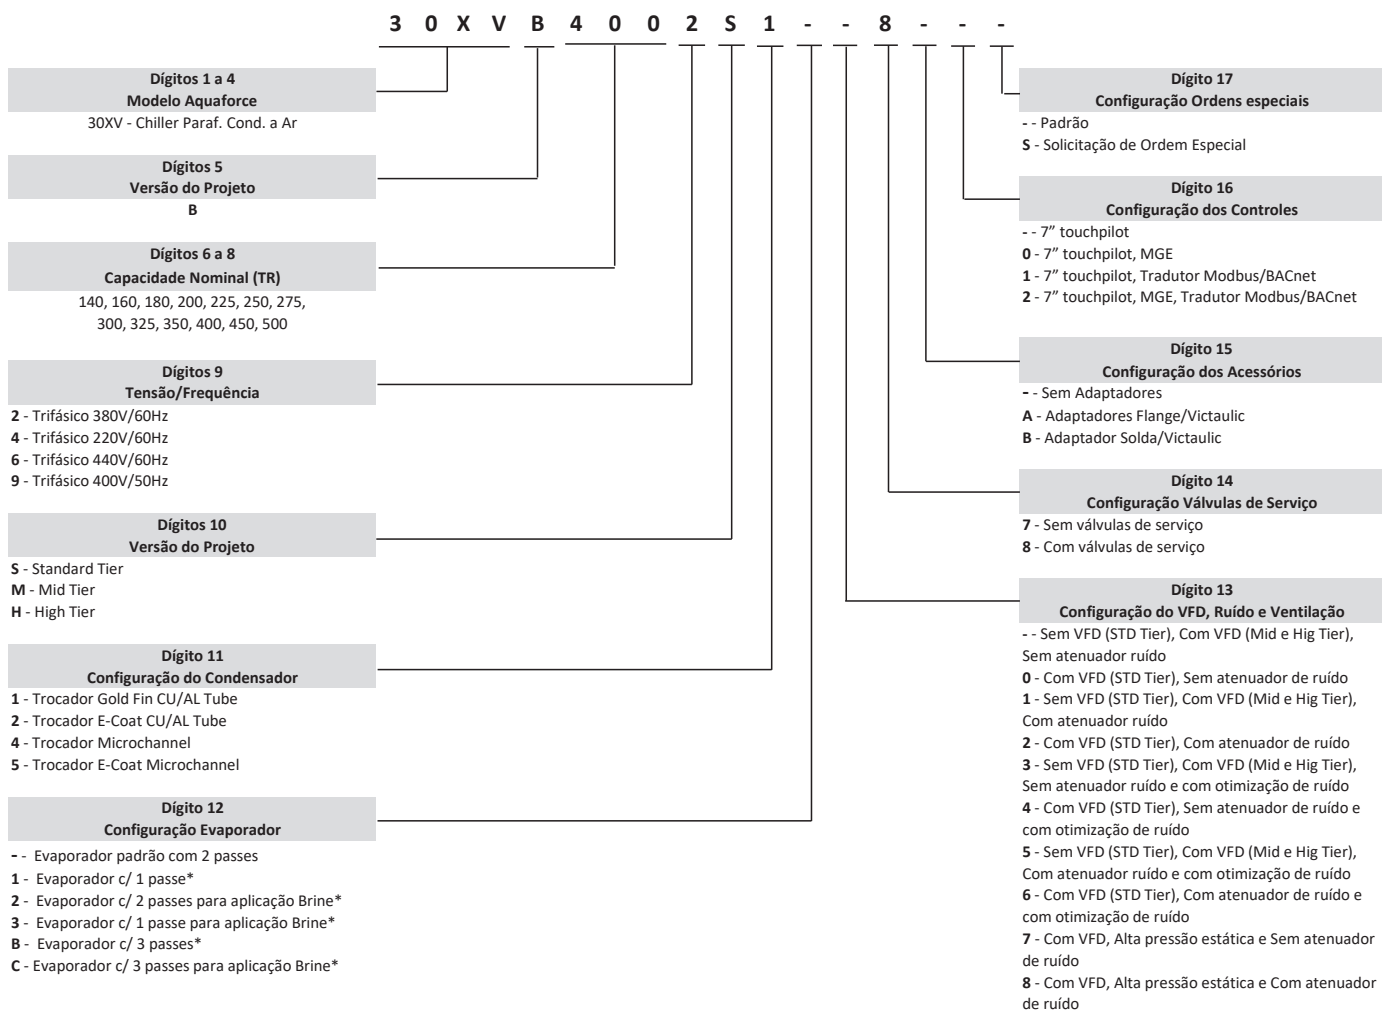 3 0 X V B 4 0 0 2 S 1 - - 8 - - -
Dígitos 1 a 4
Modelo Aquaforce
30XV - Chiller Paraf. Cond. a Ar
Dígitos 5
Versão do Projeto
B
Dígitos 6 a 8
Capacidade Nominal (TR)
140, 160, 180, 200, 225, 250, 275,
300, 325, 350, 400, 450, 500
Dígitos 9
Tensão/Frequência
2 - Trifásico 380V/60Hz
4 - Trifásico 220V/60Hz
6 - Trifásico 440V/60Hz
9 - Trifásico 400V/50Hz
Dígitos 10
Versão do Projeto
S - Standard Tier
M - Mid Tier
H - High Tier
Dígito 11
Configuração do Condensador
1 - Trocador Gold Fin CU/AL Tube
2 - Trocador E-Coat CU/AL Tube
4 - Trocador Microchannel
5 - Trocador E-Coat Microchannel
Dígito 12
Configuração Evaporador
- - Evaporador padrão com 2 passes
1 - Evaporador c/ 1 passe*
2 - Evaporador c/ 2 passes para aplicação Brine*
3 - Evaporador c/ 1 passe para aplicação Brine*
B - Evaporador c/ 3 passes*
C - Evaporador c/ 3 passes para aplicação Brine*
Dígito 17
Configuração Ordens especiais
- - Padrão
S - Solicitação de Ordem Especial
Dígito 16
Configuração dos Controles
- - 7” touchpilot
0 - 7” touchpilot, MGE
1 - 7” touchpilot, Tradutor Modbus/BACnet
2 - 7” touchpilot, MGE, Tradutor Modbus/BACnet
Dígito 15
Configuração dos Acessórios
- - Sem Adaptadores
A - Adaptadores Flange/Victaulic
B - Adaptador Solda/Victaulic
Dígito 14
Configuração Válvulas de Serviço
7 - Sem válvulas de serviço
8 - Com válvulas de serviço
Dígito 13
Configuração do VFD, Ruído e Ventilação
- - Sem VFD (STD Tier), Com VFD (Mid e Hig Tier),
Sem atenuador ruído
0 - Com VFD (STD Tier), Sem atenuador de ruído
1 - Sem VFD (STD Tier), Com VFD (Mid e Hig Tier),
Com atenuador ruído
2 - Com VFD (STD Tier), Com atenuador de ruído
3 - Sem VFD (STD Tier), Com VFD (Mid e Hig Tier),
Sem atenuador ruído e com otimização de ruído
4 - Com VFD (STD Tier), Sem atenuador de ruído e
com otimização de ruído
5 - Sem VFD (STD Tier), Com VFD (Mid e Hig Tier),
Com atenuador ruído e com otimização de ruído
6 - Com VFD (STD Tier), Com atenuador de ruído e
com otimização de ruído
7 - Com VFD, Alta pressão estática e Sem atenuador
de ruído
8 - Com VFD, Alta pressão estática e Com atenuador
de ruído